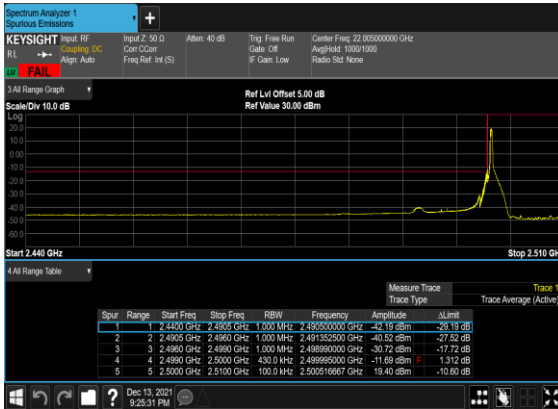 Spectrum Analyzer 1
Spurious Emissions
KEYSIGHT Input: RF Input Z: 50 Ω Atten: 40 dB Trig: Free Run Center Freq: 22.005000000 GHz
RL Coupling: DC Corr CCorr Gate: Off Avg|Hold: 1000/1000
Align: Auto Freq Ref: Int (S) IF Gain: Low Radio Std: None
LW FAIL
3 All Range Graph
Ref Lvl Offset 5.00 dB
Scale/Div 10.0 dB Ref Value 30.00 dBm
Log
20.0
10.0
0.00
-10.0
-20.0
-30.0
-40.0
-50.0
-60.0
Start 2.440 GHz Stop 2.510 GH
4 All Range Table
Measure Trace Trace 1
Trace Type Trace Average (Active)
Spur Range Start Freq Stop Freq RBW Frequency Amplitude ΔLimit
1 1 2.4400 GHz 2.4905 GHz 1.000 MHz 2.490500000 GHz -42.19 dBm -29.19 dB
2 2 2.4905 GHz 2.4960 GHz 1.000 MHz 2.491352500 GHz -40.52 dBm -27.52 dB
3 3 2.4960 GHz 2.4990 GHz 1.000 MHz 2.498990000 GHz -30.72 dBm -17.72 dB
4 4 2.4990 GHz 2.5000 GHz 430.0 kHz 2.499995000 GHz -11.69 dBm F 1.312 dB
5 5 2.5000 GHz 2.5100 GHz 100.0 kHz 2.500516667 GHz 19.40 dBm -10.60 dB
Dec 13, 2021
9:25:31 PM